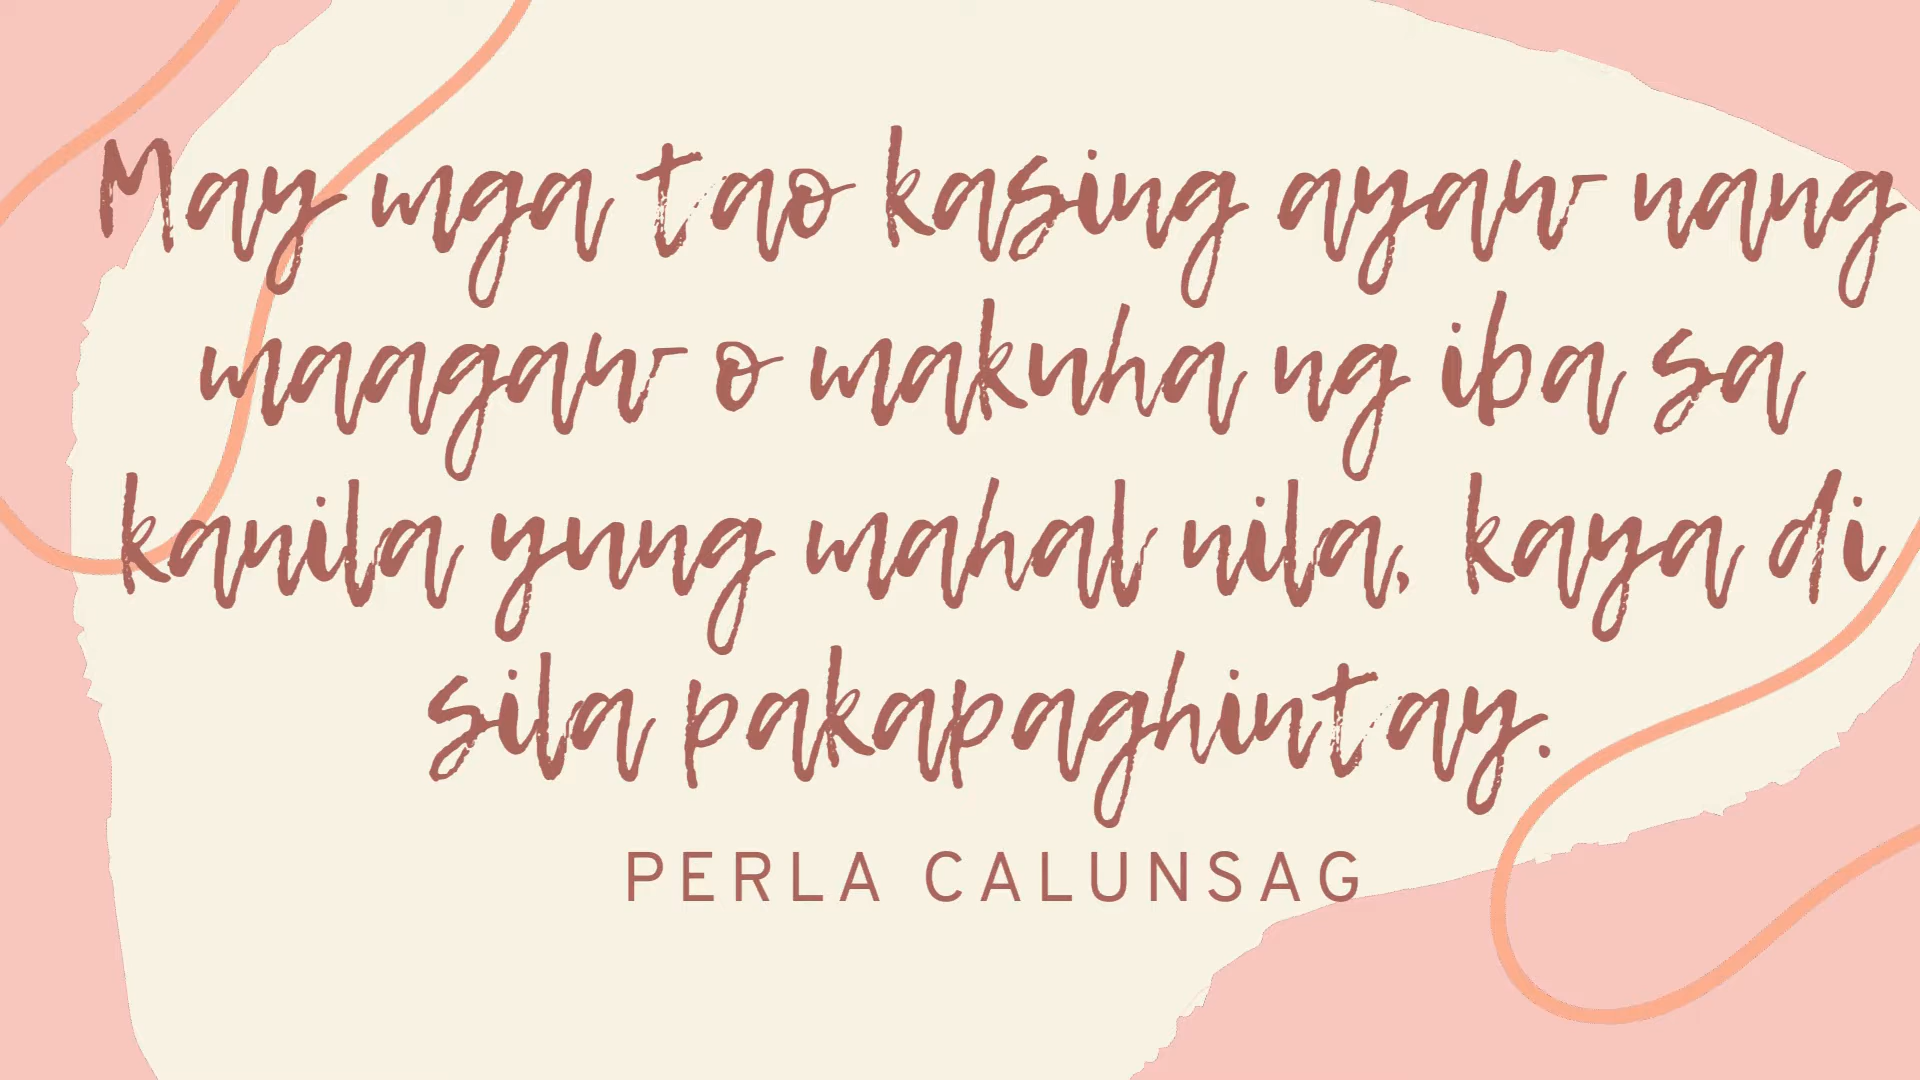 May mga tao kasing ayaw nang
maagaw o makuha ng iba sa
kanila yung mahal nila, kaya di
sila pakapaghintay.
PERLA CALUNSAG